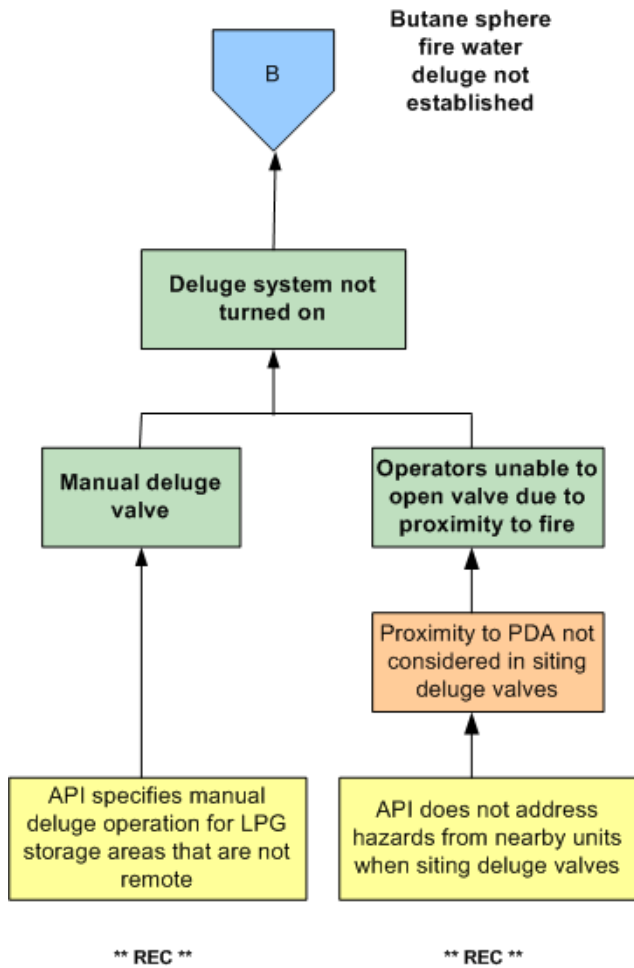 Butane sphere
fire water
deluge not
established
B
Deluge system not
turned on
Manual deluge
valve
Operators unable to
open valve due to
proximity to fire
Proximity to PDA not
considered in siting
deluge valves
API specifies manual
deluge operation for LPG
storage areas that are not
remote
API does not address
hazards from nearby units
when siting deluge valves
** REC **
** REC **